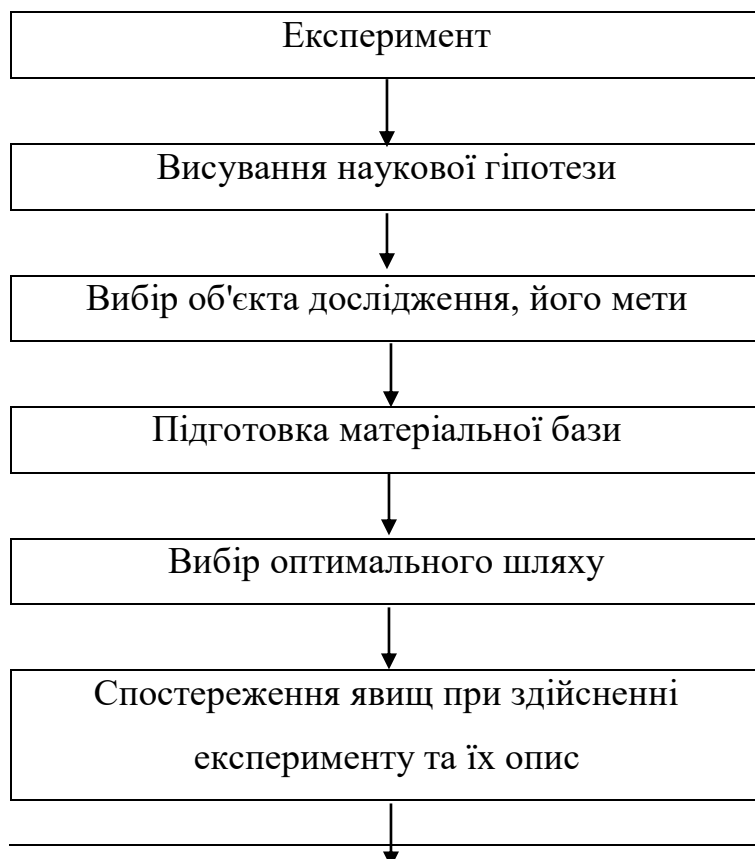 Експеримент
Висування наукової гіпотези
Вибір об'єкта дослідження, його мети
Підготовка матеріальної бази
Вибір оптимального шляху
Спостереження явищ при здійсненні
експерименту та їх опис